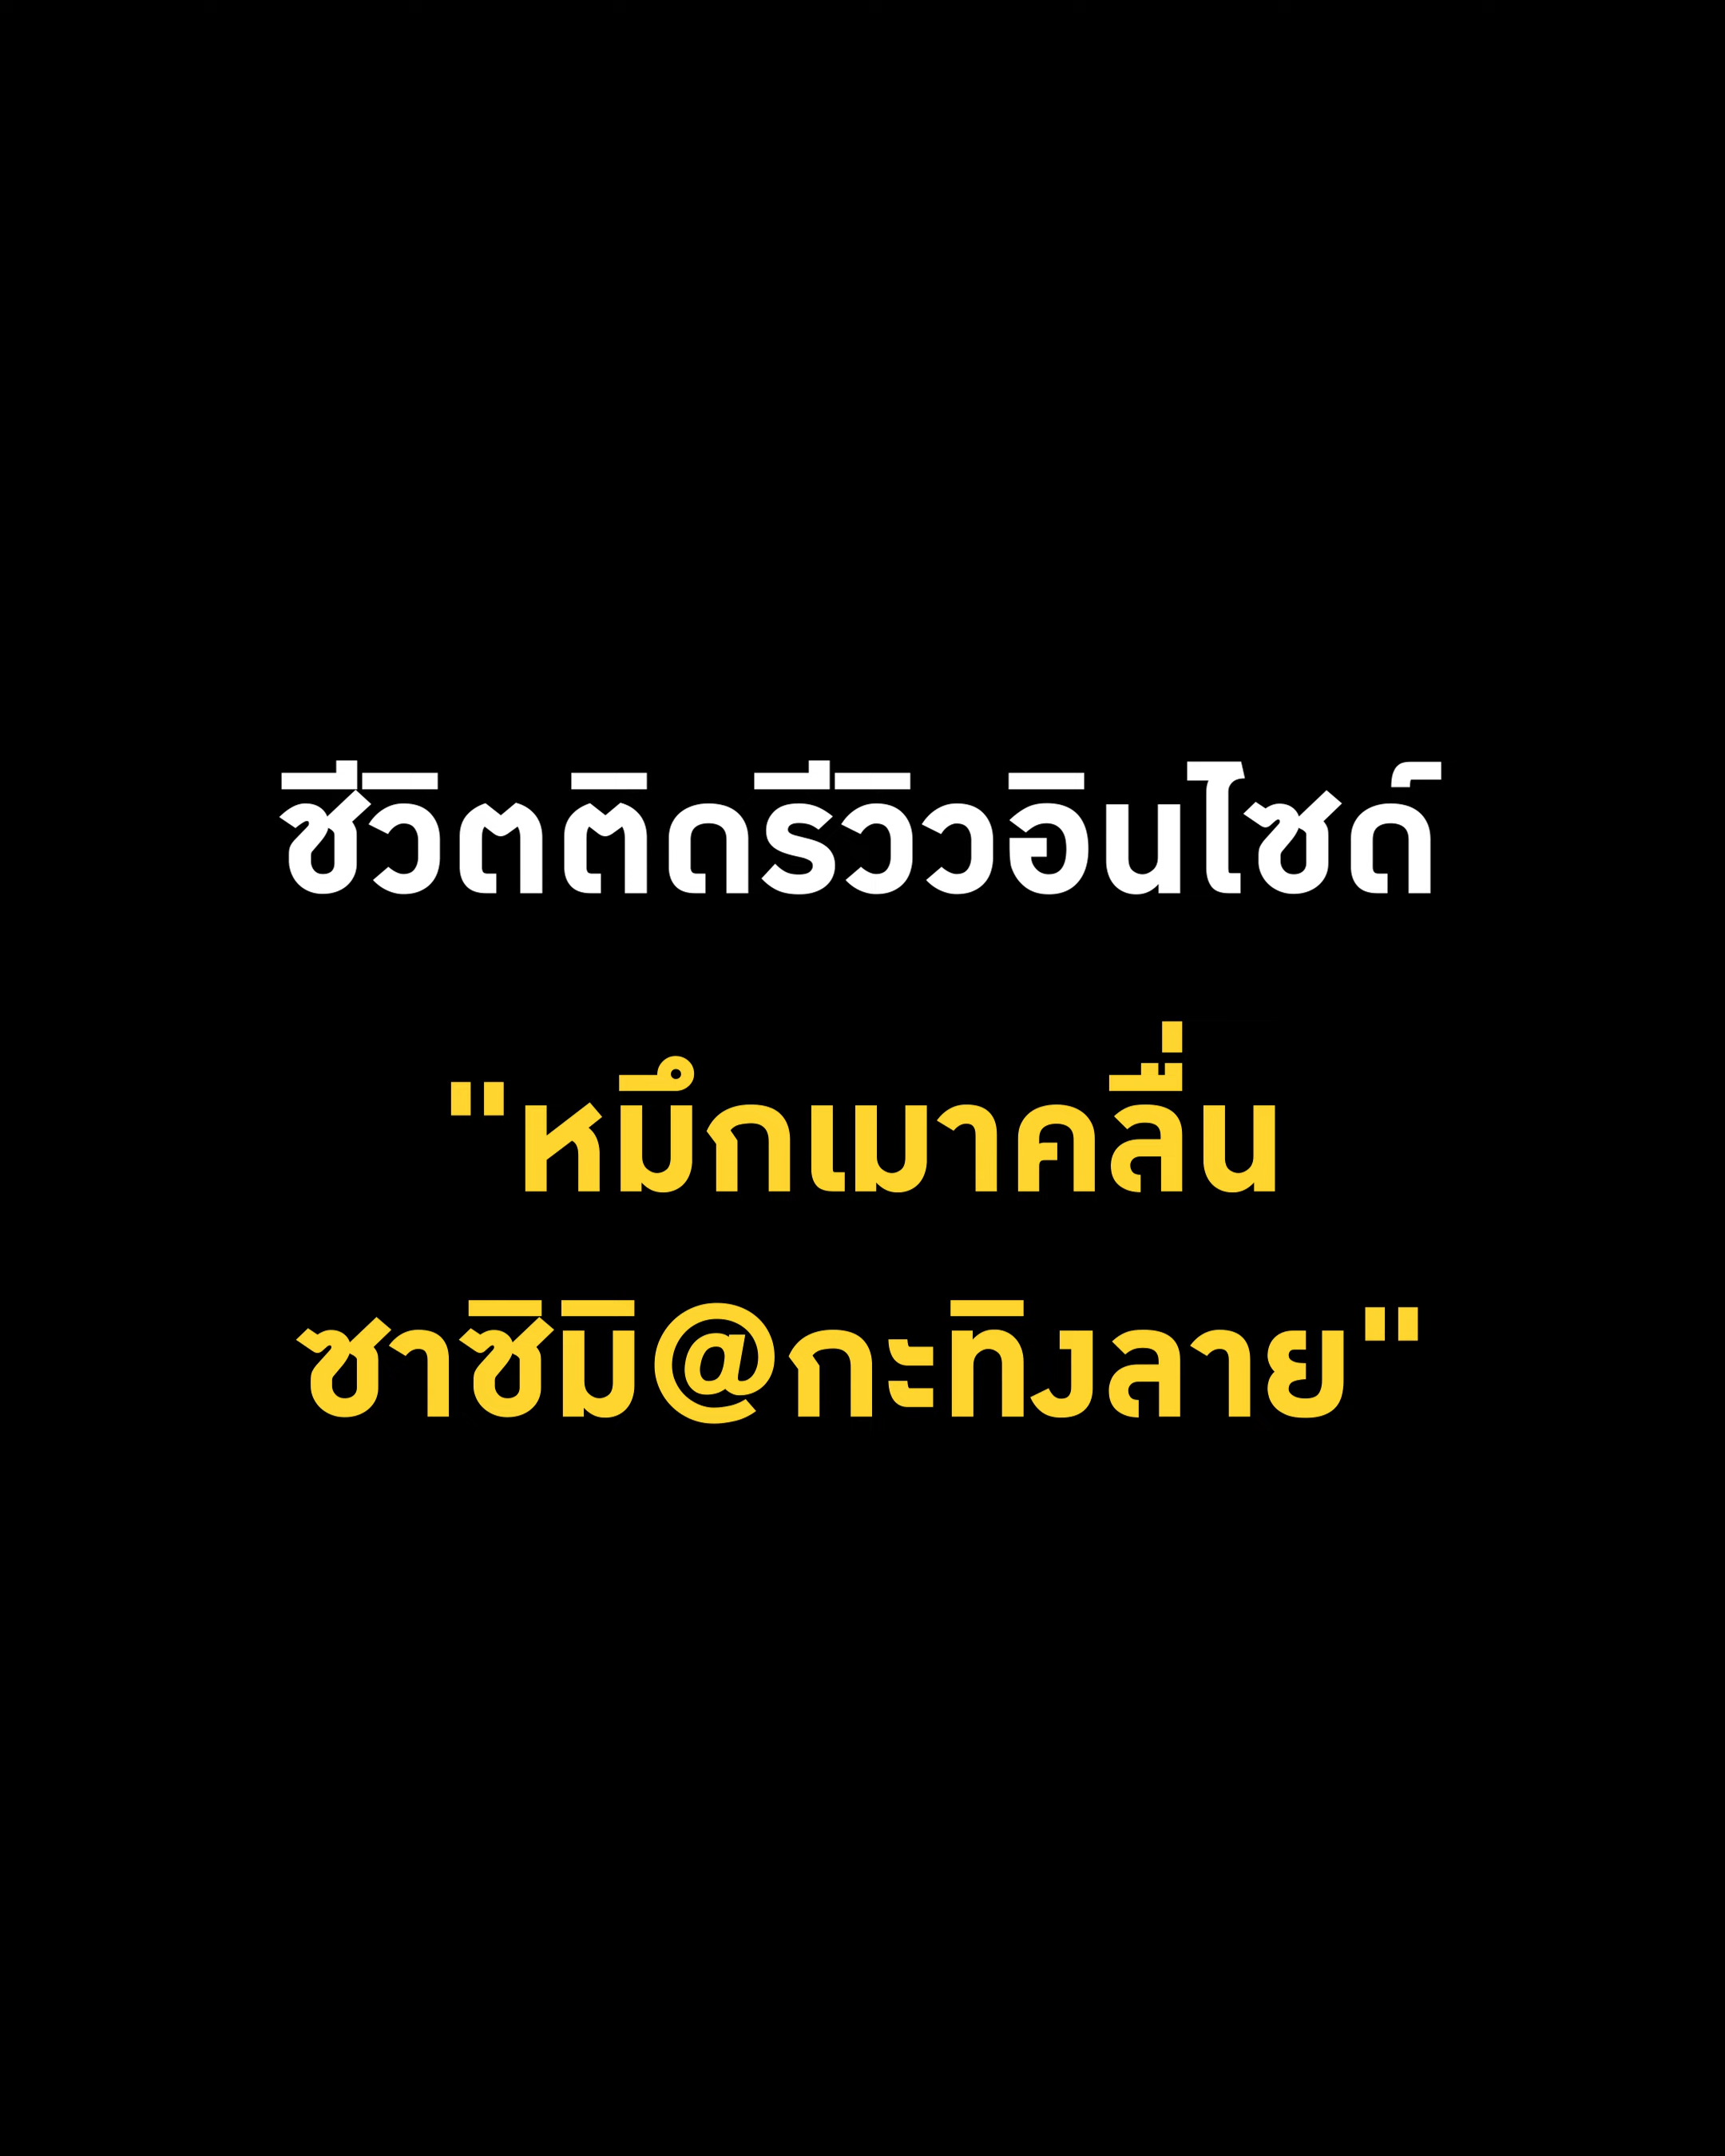 ชีวิตติดรีวิวอินไซด์
"หมึกเมาคลื่น
ซาซิมิ@กะทิงลาย"